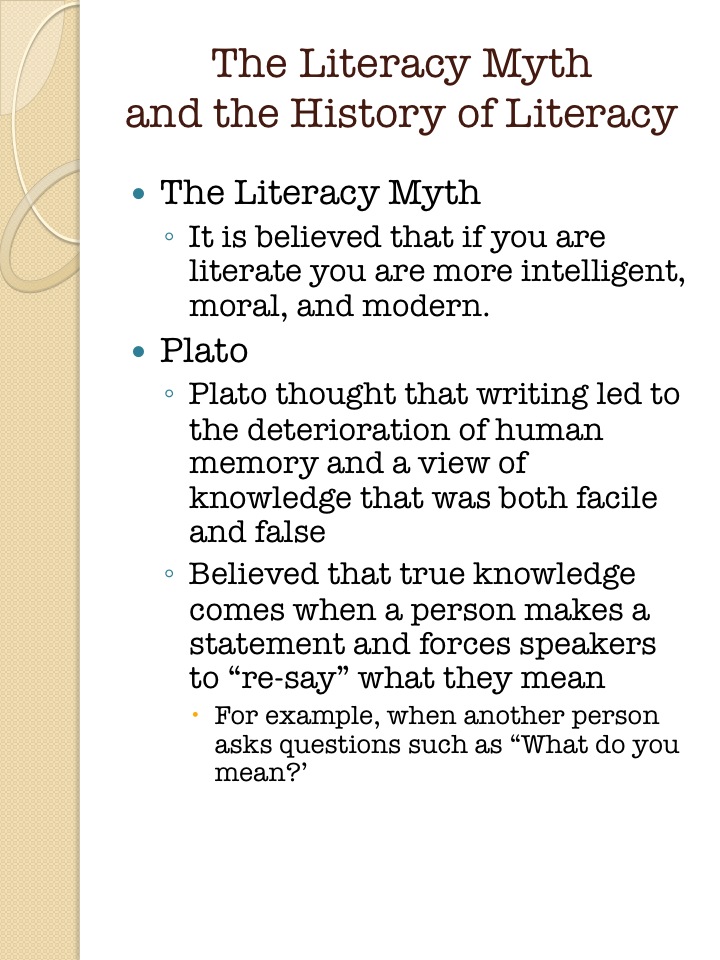 The Literacy Myth
and the History of Literacy
• The Literacy Myth
◦ It is believed that if you are
literate you are more intelligent,
moral, and modern.
• Plato
◦ Plato thought that writing led to
the deterioration of human
memory and a view of
knowledge that was both facile
and false
◦ Believed that true knowledge
comes when a person makes a
statement and forces speakers
to “re-say” what they mean
• For example, when another person
asks questions such as “What do you
mean?’